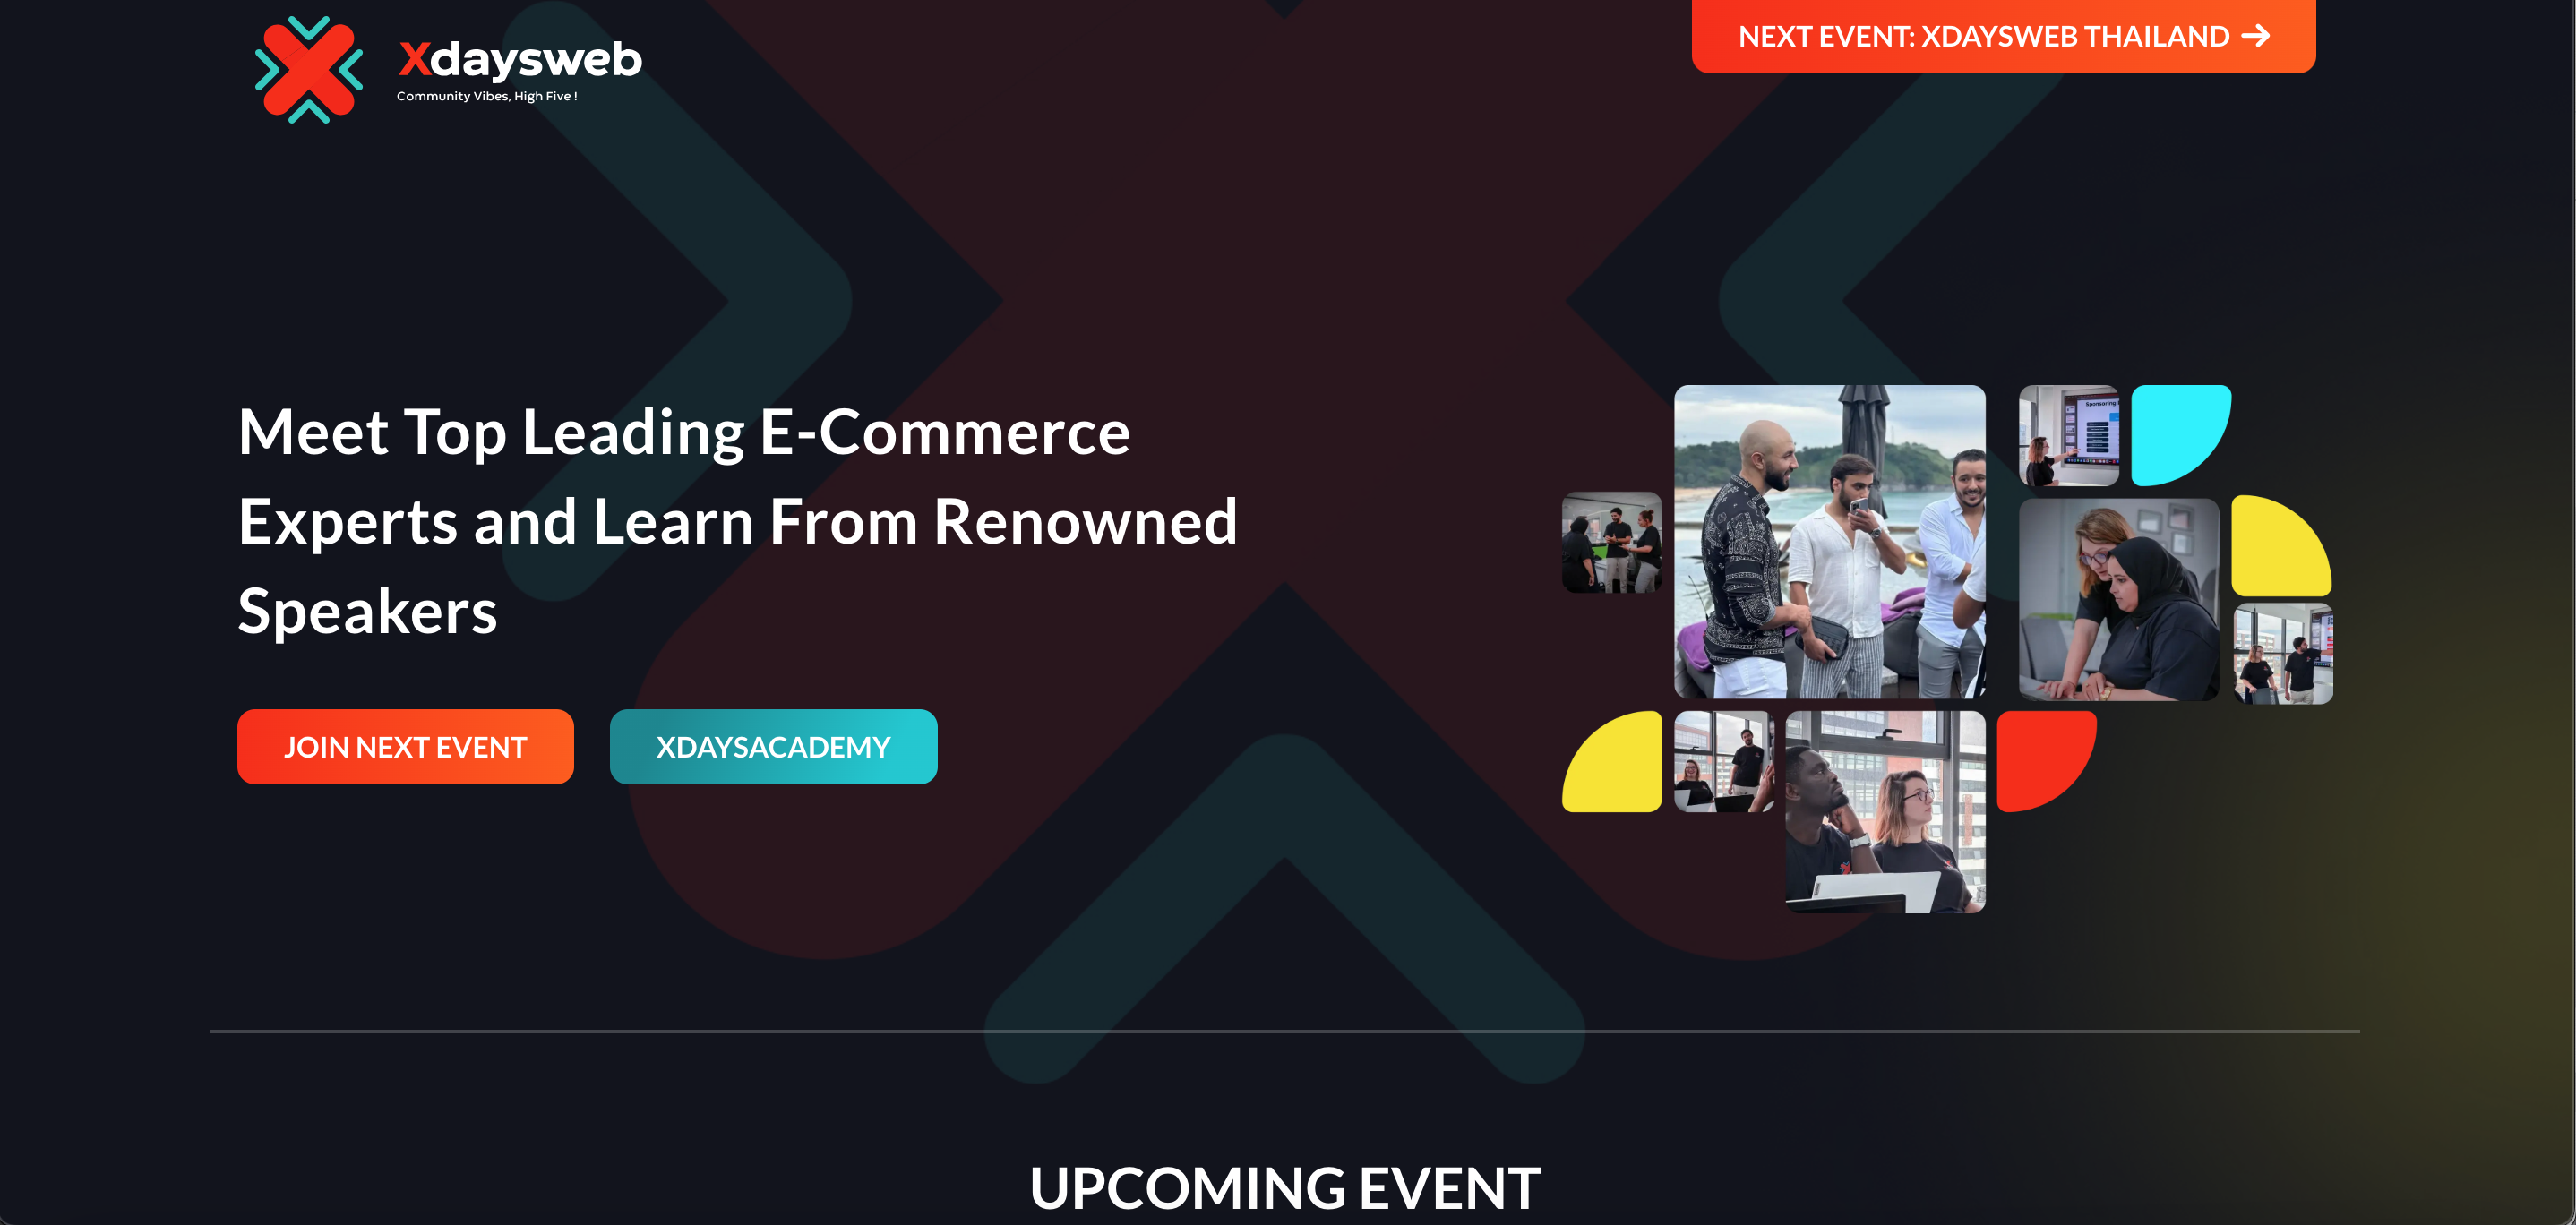 Xdaysweb
Community Vibes, High Five !
NEXT EVENT: XDAYSWEB THAILAND
Meet Top Leading E-Commerce
Experts and Learn From Renowned
Speakers
JOIN NEXT EVENT
XDAYSACADEMY
Sponsoring
UPCOMING EVENT